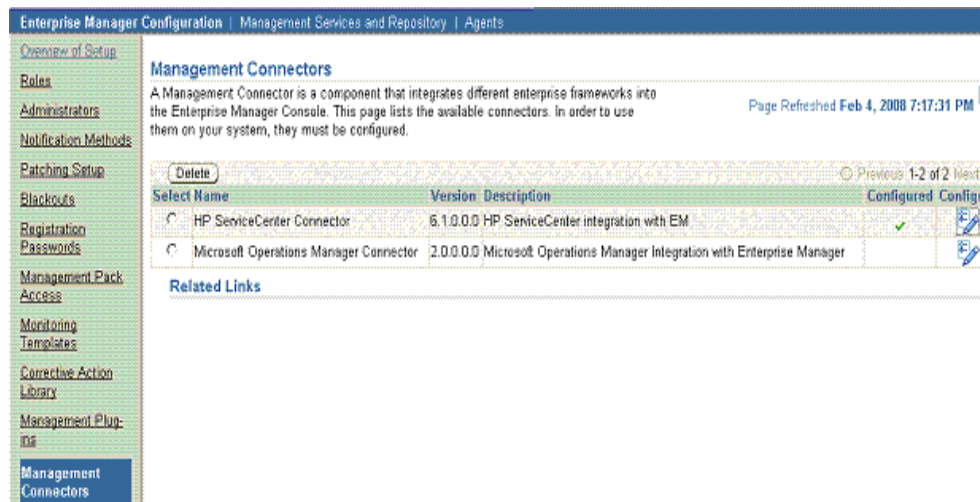 Enterprise Manager Configuration | Management Services and Repository | Agents
Overview of Setup
Roles
Administrators
Notification Methods
Patching Setup
Blackouts
Registration
Passwords
Management Pack
Access
Monitoring
Templates
Corrective Action
Library
Management Plug-
ins
Management
Connectors
Management Connectors
A Management Connector is a component that integrates different enterprise frameworks into
the Enterprise Manager Console. This page lists the available connectors. In order to use
them on your system, they must be configured.
Page Refreshed Feb 4, 2008 7:17:31 PM
Delete
Previous 1-2 of 2 Next
Select Name Version Description Configured Configu
HP ServiceCenter Connector 6.1.0.0.0 HP ServiceCenter integration with EM
Microsoft Operations Manager Connector 2.0.0.0.0 Microsoft Operations Manager Integration with Enterprise Manager
Related Links